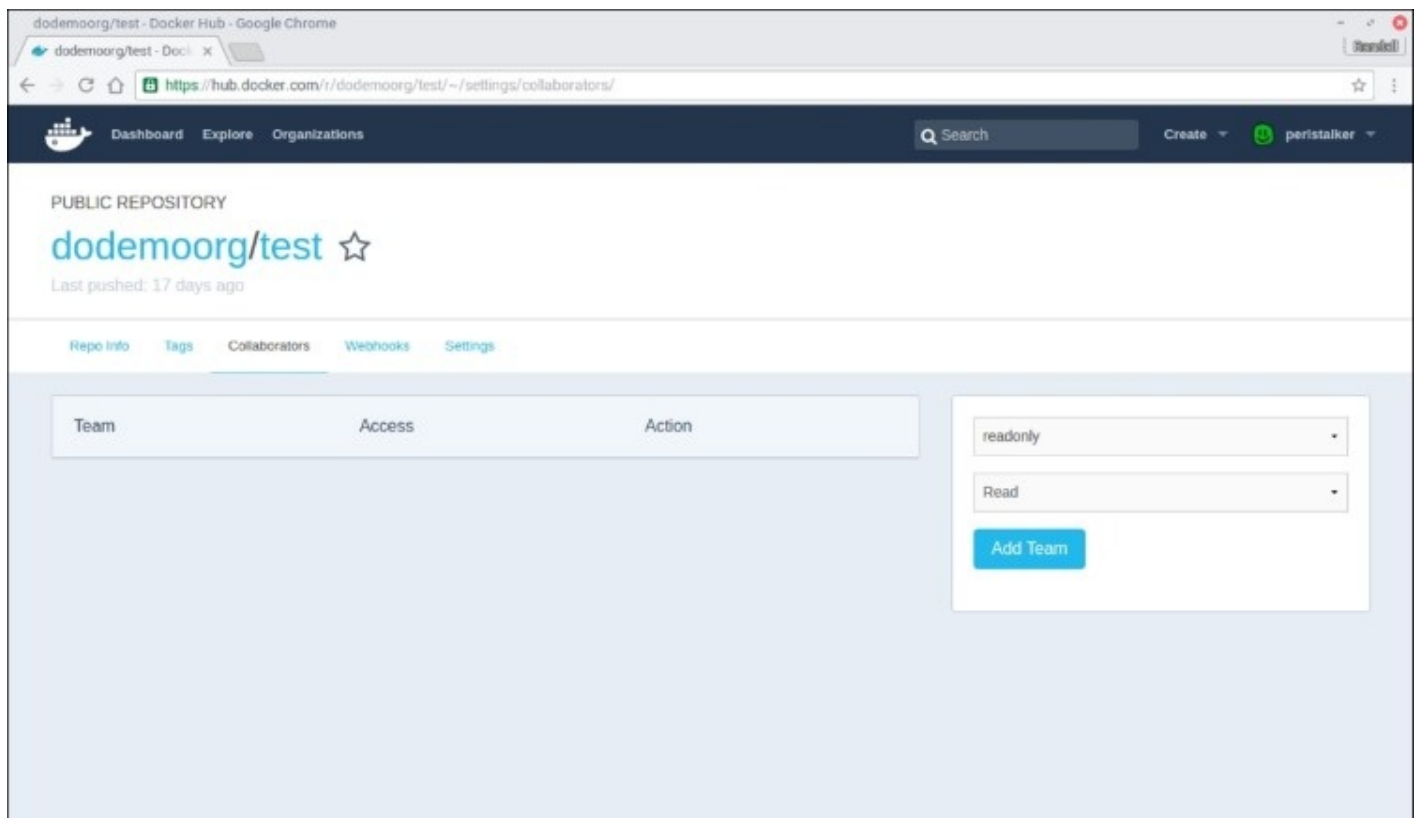 dodemoorg/test - Docker Hub - Google Chrome
dodemoorg/test - Doc
https://hub.docker.com/r/dodemoorg/test/~/settings/collaborators/
Dashboard Explore Organizations Search Create perlstalker
PUBLIC REPOSITORY
dodemoorg/test
Last pushed: 17 days ago
Repo Info Tags Collaborators Webhooks Settings
Team Access Action
readonly
Read
Add Team